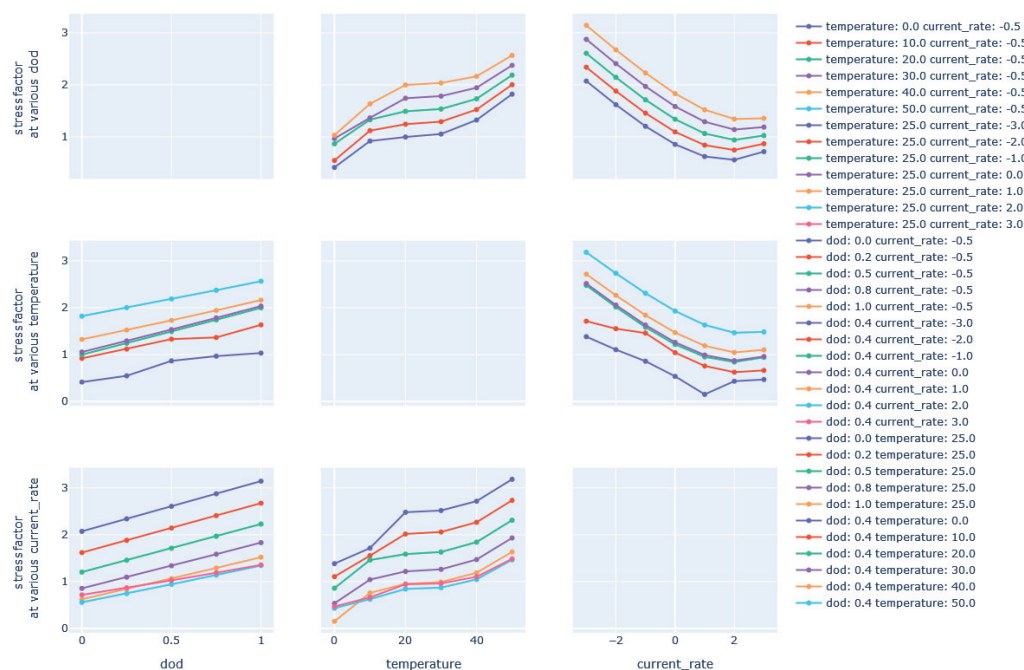 3
2
1
stressfactor
at various dod
3
2
1
0
stressfactor
at various temperature
3
2
1
0
stressfactor
at various current_rate
0
0.5
1
0
20
40
−2
0
2
dod
temperature
current_rate
temperature: 0.0 current_rate: -0.5
temperature: 10.0 current_rate: -0.5
temperature: 20.0 current_rate: -0.5
temperature: 30.0 current_rate: -0.5
temperature: 40.0 current_rate: -0.5
temperature: 50.0 current_rate: -0.5
temperature: 25.0 current_rate: -3.0
temperature: 25.0 current_rate: -2.0
temperature: 25.0 current_rate: -1.0
temperature: 25.0 current_rate: 0.0
temperature: 25.0 current_rate: 1.0
temperature: 25.0 current_rate: 2.0
temperature: 25.0 current_rate: 3.0
dod: 0.0 current_rate: -0.5
dod: 0.2 current_rate: -0.5
dod: 0.5 current_rate: -0.5
dod: 0.8 current_rate: -0.5
dod: 1.0 current_rate: -0.5
dod: 0.4 current_rate: -3.0
dod: 0.4 current_rate: -2.0
dod: 0.4 current_rate: -1.0
dod: 0.4 current_rate: 0.0
dod: 0.4 current_rate: 1.0
dod: 0.4 current_rate: 2.0
dod: 0.4 current_rate: 3.0
dod: 0.0 temperature: 25.0
dod: 0.2 temperature: 25.0
dod: 0.5 temperature: 25.0
dod: 0.8 temperature: 25.0
dod: 1.0 temperature: 25.0
dod: 0.4 temperature: 0.0
dod: 0.4 temperature: 10.0
dod: 0.4 temperature: 20.0
dod: 0.4 temperature: 30.0
dod: 0.4 temperature: 40.0
dod: 0.4 temperature: 50.0